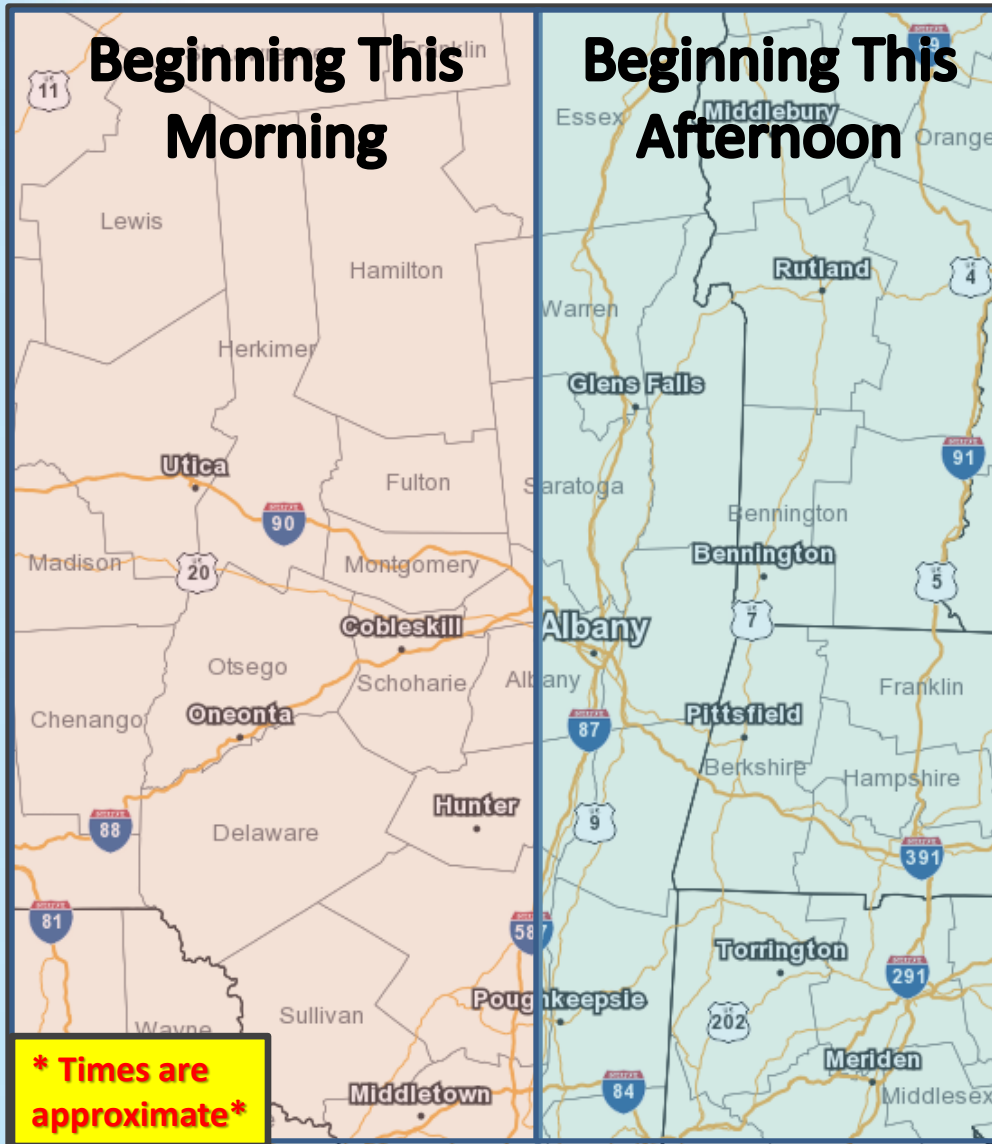 Beginning This
Morning
Beginning This
Afternoon
Franklin
11
Essex
Middlebury
Orange
Lewis
Hamilton
Rutland
4
Warren
Herkimer
Glens Falls
Utica
Fulton
Saratoga
91
90
Bennington
Bennington
Madison
20
Montgomery
5
7
Cobleskill
Albany
Otsego
Schoharie
Albany
Franklin
Chenango
Oneonta
87
Pittsfield
Berkshire
Hampshire
Hunter
88
Delaware
9
391
81
587
Torrington
291
Poughkeepsie
Sullivan
202
Wayne
Meriden
* Times are
approximate*
Middletown
84
Middlesex